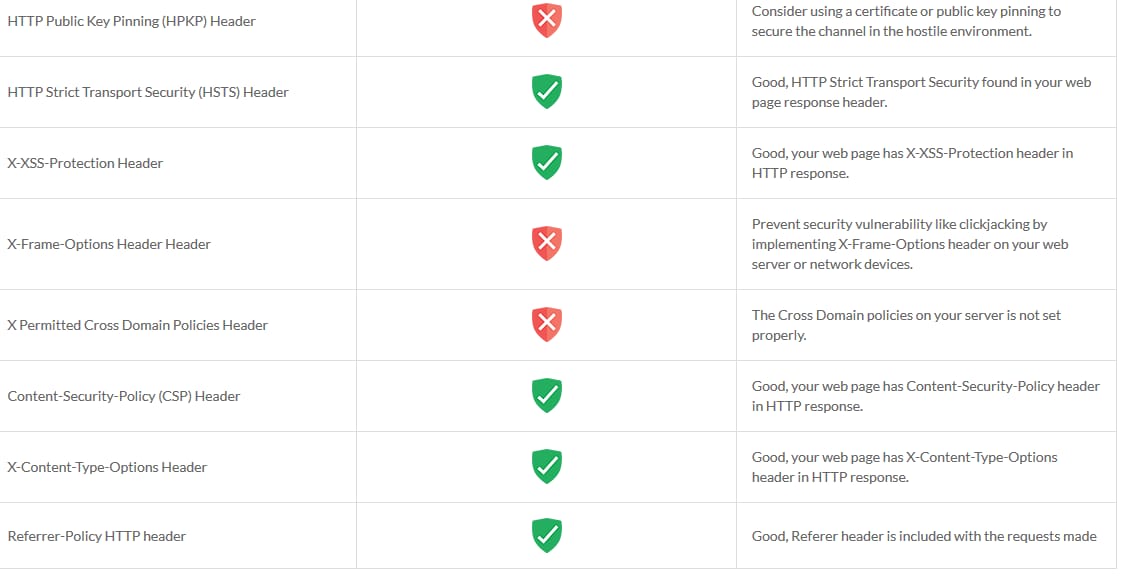 HTTP Public Key Pinning (HPKP) Header
Consider using a certificate or public key pinning to
secure the channel in the hostile environment.
HTTP Strict Transport Security (HSTS) Header
Good, HTTP Strict Transport Security found in your web
page response header.
X-XSS-Protection Header
Good, your web page has X-XSS-Protection header in
HTTP response.
X-Frame-Options Header Header
Prevent security vulnerability like clickjacking by
implementing X-Frame-Options header on your web
server or network devices.
X Permitted Cross Domain Policies Header
The Cross Domain policies on your server is not set
properly.
Content-Security-Policy (CSP) Header
Good, your web page has Content-Security-Policy header
in HTTP response.
X-Content-Type-Options Header
Good, your web page has X-Content-Type-Options
header in HTTP response.
Referrer-Policy HTTP header
Good, Referer header is included with the requests made